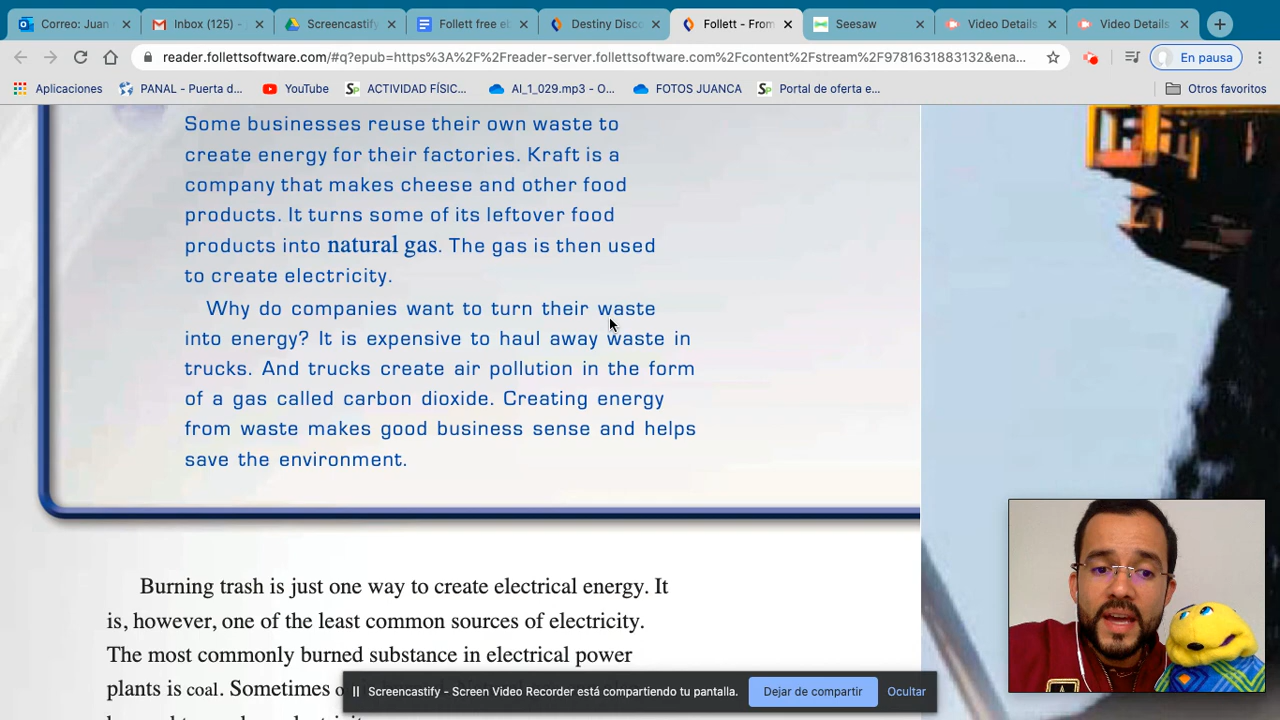 Correo: Juan
Inbox (125) -
Screencastify
Follett free el
Destiny Disc
Follett - From
Seesaw
Video Details
Video Details
reader.follettsoftware.com/#q?epub=https%3A%2F%2Freader-server.follettsoftware.com%2Fcontent%2Fstream%2F9781631883132&ena...
En pausa
Aplicaciones
PANAL - Puerta d...
YouTube
ACTIVIDAD FÍSIC...
AI_1_029.mp3 - O...
FOTOS JUANCA
Portal de oferta e...
Otros favoritos
Some businesses reuse their own waste to
create energy for their factories. Kraft is a
company that makes cheese and other food
products. It turns some of its leftover food
products into natural gas. The gas is then used
to create electricity.
Why do companies want to turn their waste
into energy? It is expensive to haul away waste in
trucks. And trucks create air pollution in the form
of a gas called carbon dioxide. Creating energy
from waste makes good business sense and helps
save the environment.
Burning trash is just one way to create electrical energy. It
is, however, one of the least common sources of electricity.
The most commonly burned substance in electrical power
plants is coal. Sometimes
Screencastify - Screen Video Recorder está compartiendo tu pantalla.
Dejar de compartir
Ocultar